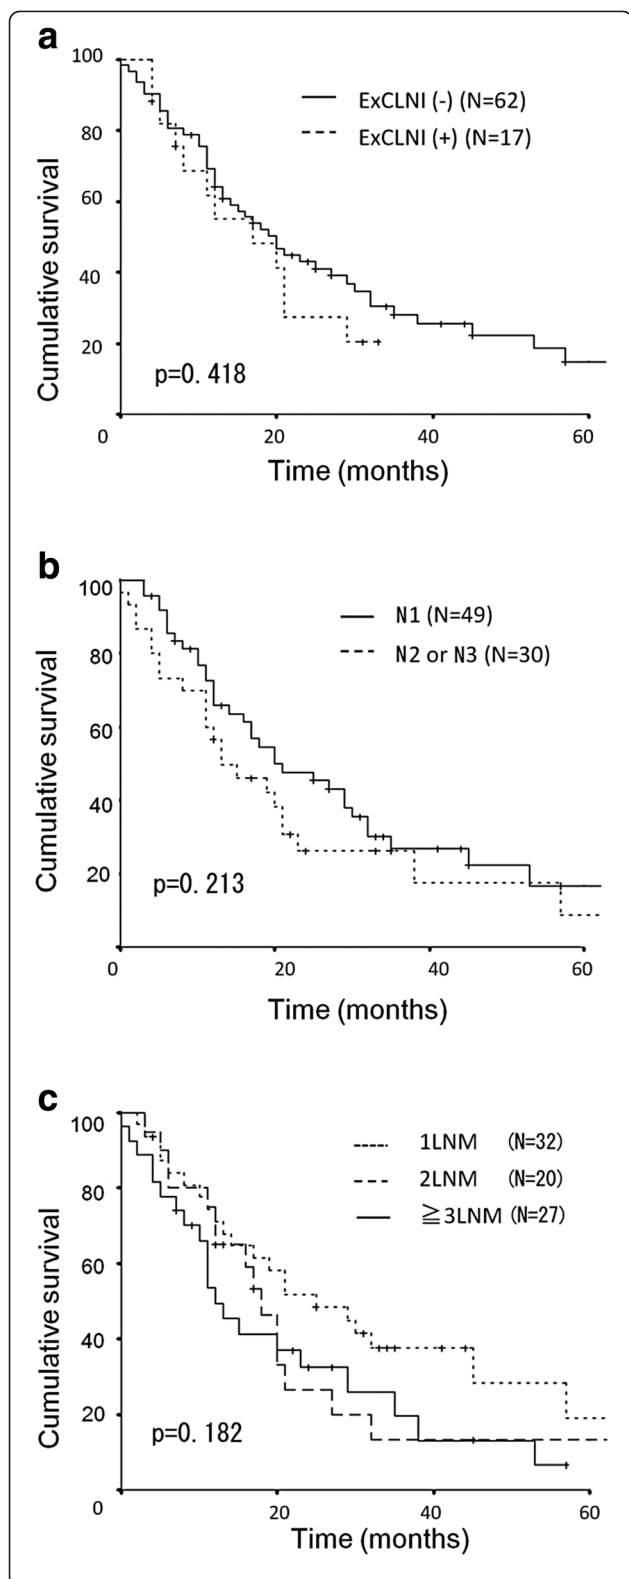 a
100
80
60
40
20
0
20
40
60
Cumulative survival
Time (months)
ExCLNI (-) (N=62)
ExCLNI (+) (N=17)
p=0.418
b
100
80
60
40
20
0
20
40
60
Cumulative survival
Time (months)
N1 (N=49)
N2 or N3 (N=30)
p=0.213
c
100
80
60
40
20
0
20
40
60
Cumulative survival
Time (months)
1LNM (N=32)
2LNM (N=20)
≧3LNM (N=27)
p=0.182